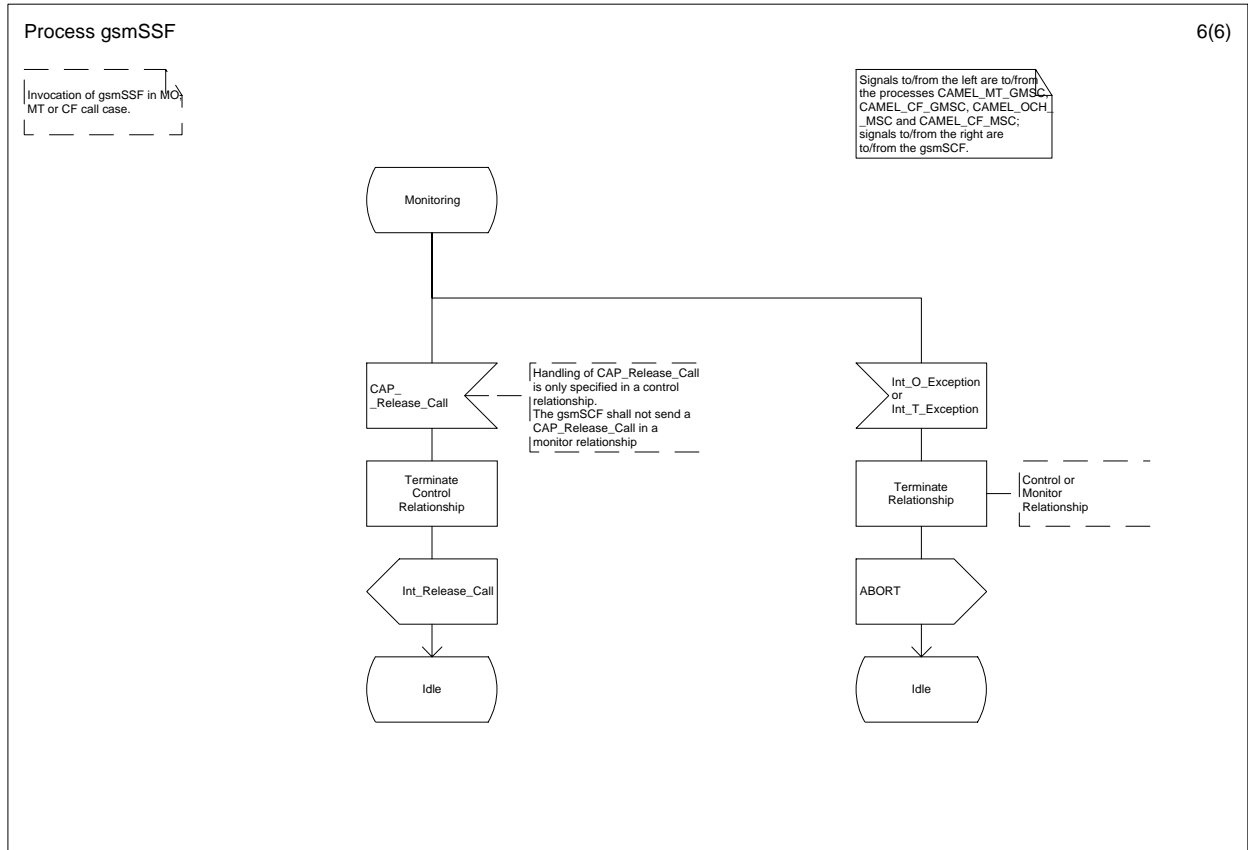 Process gsmSSF
6(6)
Invocation of gsmSSF in MO,
MT or CF call case.
Signals to/from the left are to/from
the processes CAMEL_MT_GMSC,
CAMEL_CF_GMSC, CAMEL_OCH_
_MSC and CAMEL_CF_MSC;
signals to/from the right are
to/from the gsmSCF.
Monitoring
CAP_
_Release_Call
Handling of CAP_Release_Call
is only specified in a control
relationship.
The gsmSCF shall not send a
CAP_Release_Call in a
monitor relationship
Int_O_Exception
or
Int_T_Exception
Terminate
Control
Relationship
Terminate
Relationship
Control or
Monitor
Relationship
Int_Release_Call
ABORT
Idle
Idle